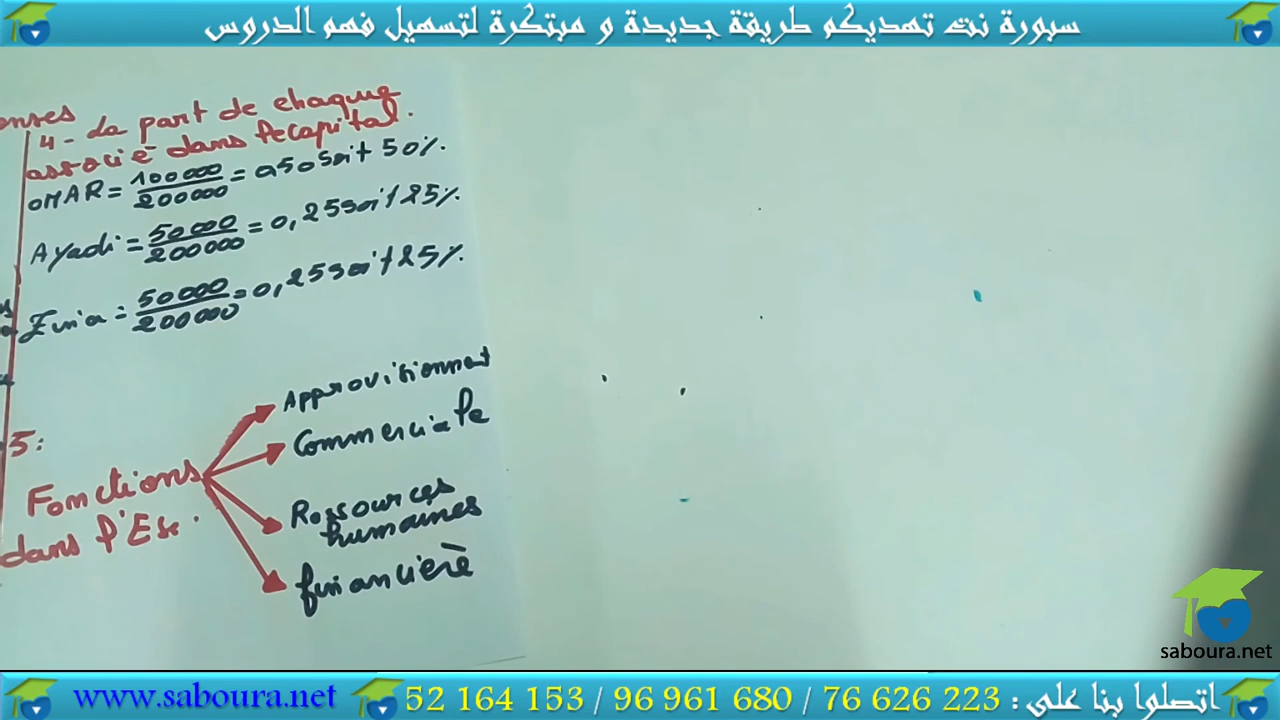 سبورة نت تهديكم طريقة جديدة و مبتكرة لتسهيل فهم الدروس
onses
4- La part de chaque
associé dans le capital.
OMAR = 100000/200000 = 0,50 soit 50%.
Ayadi = 50000/200000 = 0,25 soit 25%.
= 50000/200000 = 0,25 soit 25%.
5:
Fonctions
dans l'Ese.
Approvisionnent
Commerciale
Ressources
humaines
financière
saboura.net
www.saboura.net
52 164 153 / 96 961 680 / 76 626 223 : اتصلوا بنا على